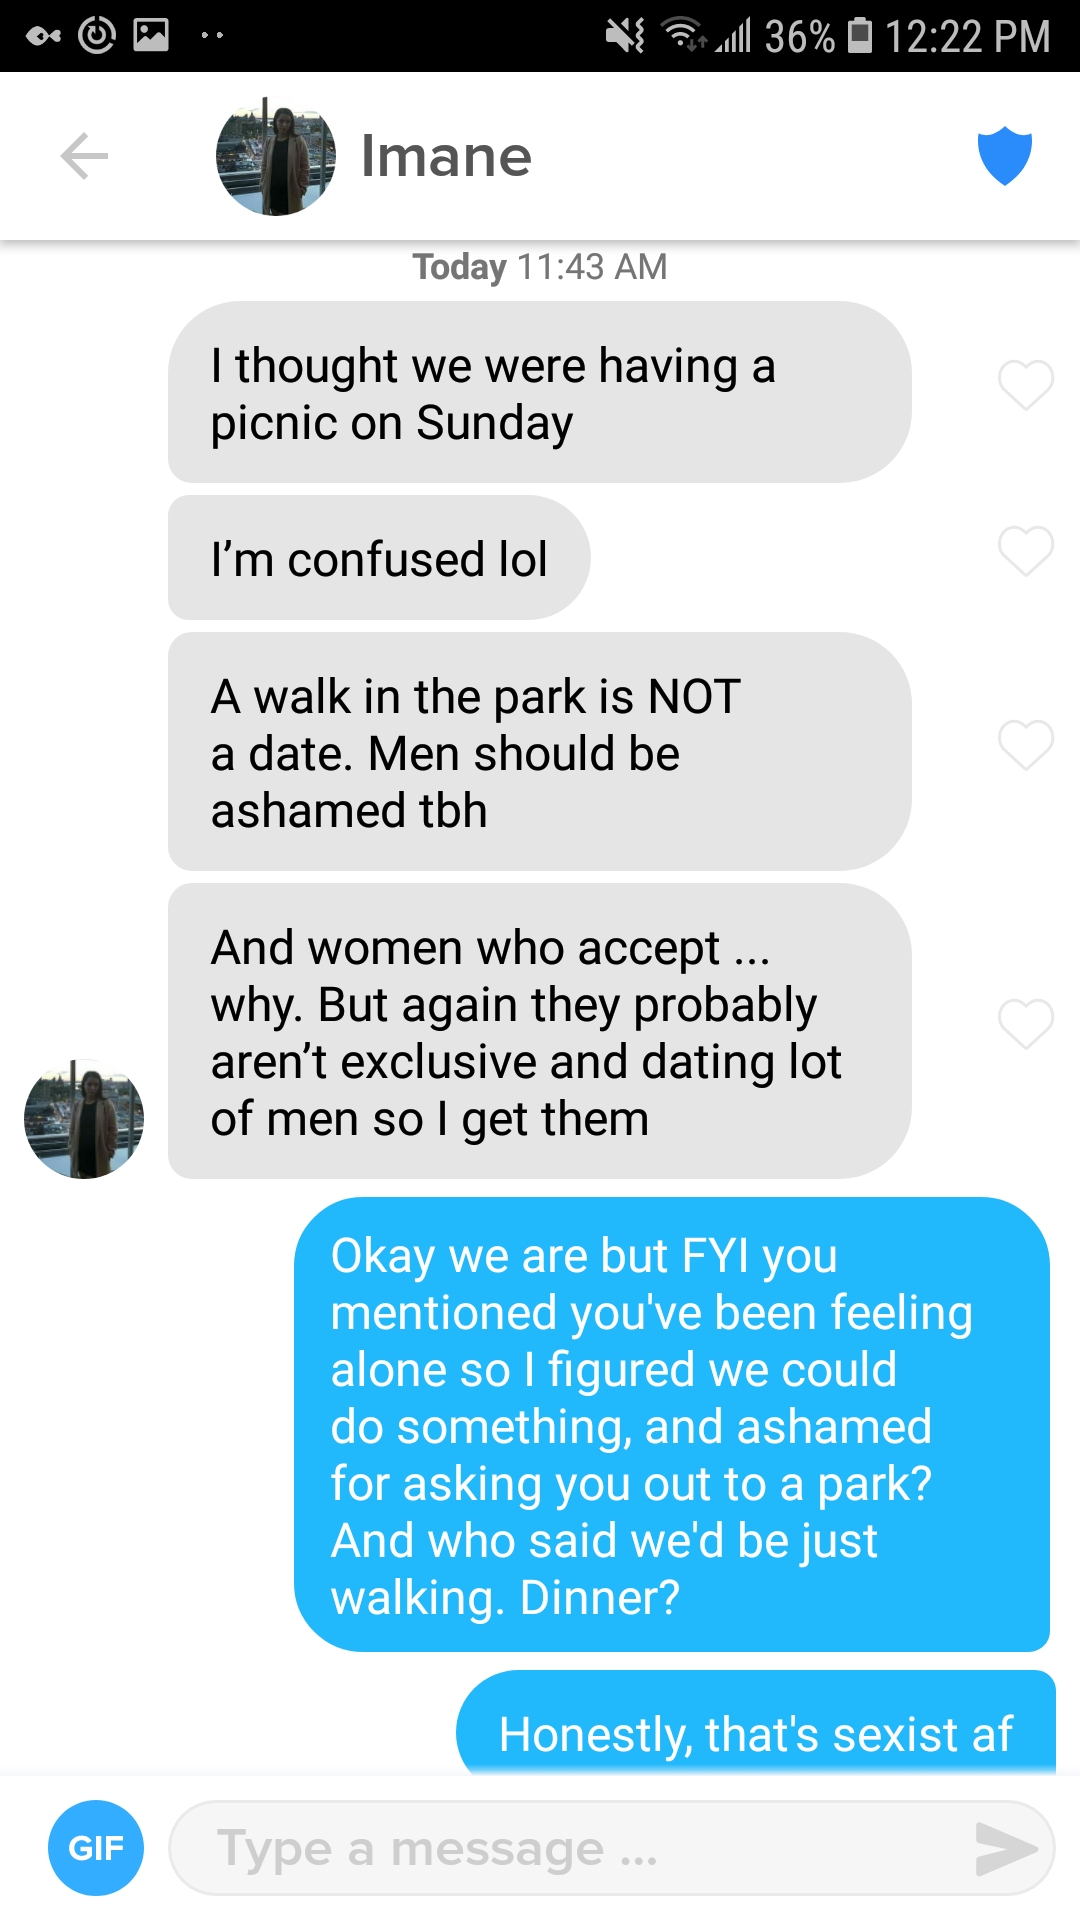 36% 12:22 PM
Imane
Today 11:43 AM
I thought we were having a
picnic on Sunday
I’m confused lol
A walk in the park is NOT
a date. Men should be
ashamed tbh
And women who accept ...
why. But again they probably
aren’t exclusive and dating lot
of men so I get them
Okay we are but FYI you
mentioned you've been feeling
alone so I figured we could
do something, and ashamed
for asking you out to a park?
And who said we'd be just
walking. Dinner?
Honestly, that's sexist af
GIF Type a message ...